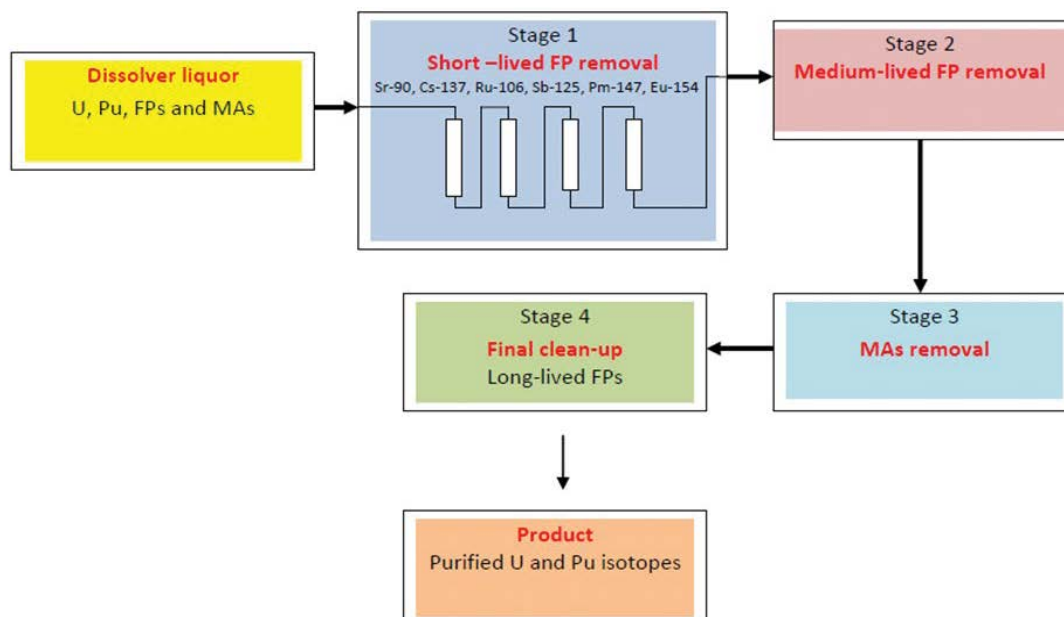 Dissolver liquor
U, Pu, FPs and MAs
Stage 1
Short –lived FP removal
Sr-90, Cs-137, Ru-106, Sb-125, Pm-147, Eu-154
Stage 2
Medium-lived FP removal
Stage 3
MAs removal
Stage 4
Final clean-up
Long-lived FPs
Product
Purified U and Pu isotopes